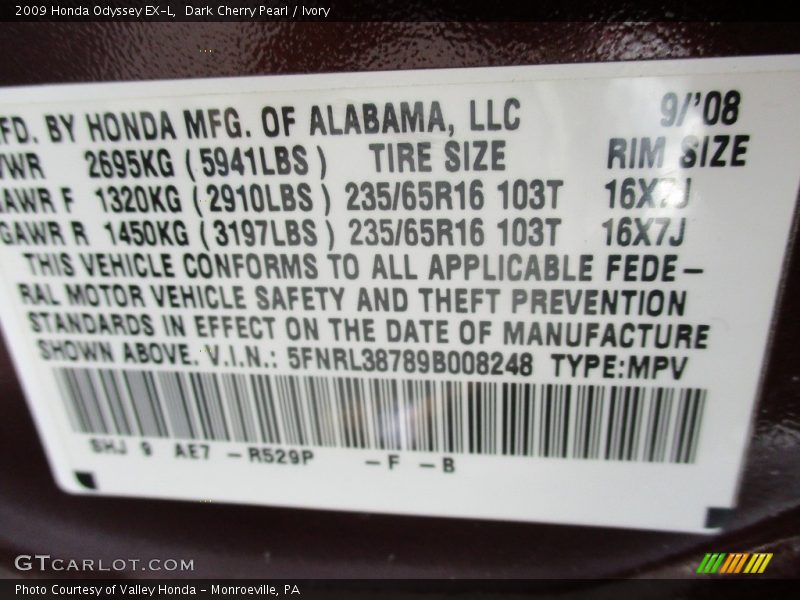 2009 Honda Odyssey EX-L, Dark Cherry Pearl / Ivory
MFD. BY HONDA MFG. OF ALABAMA, LLC 9/'08
GVWR 2695KG (5941LBS) TIRE SIZE RIM SIZE
GAWR F 1320KG (2910LBS) 235/65R16 103T 16X7J
GAWR R 1450KG (3197LBS) 235/65R16 103T 16X7J
THIS VEHICLE CONFORMS TO ALL APPLICABLE FEDE-
RAL MOTOR VEHICLE SAFETY AND THEFT PREVENTION
STANDARDS IN EFFECT ON THE DATE OF MANUFACTURE
SHOWN ABOVE. V.I.N.: 5FNRL38789B008248 TYPE:MPV
SHJ 9 AE7 -R529P -F -B
GTCARLOT.COM
Photo Courtesy of Valley Honda - Monroeville, PA